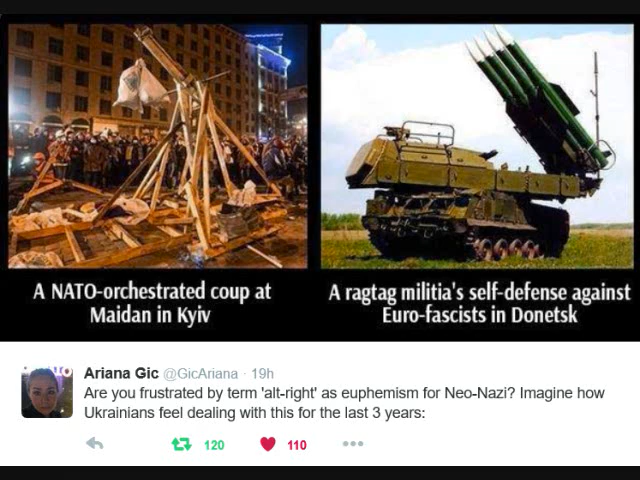 A NATO-orchestrated coup at
Maidan in Kyiv
A ragtag militia's self-defense against
Euro-fascists in Donetsk
Ariana Gic @GicAriana · 19h
Are you frustrated by term 'alt-right' as euphemism for Neo-Nazi? Imagine how
Ukrainians feel dealing with this for the last 3 years:
120 110